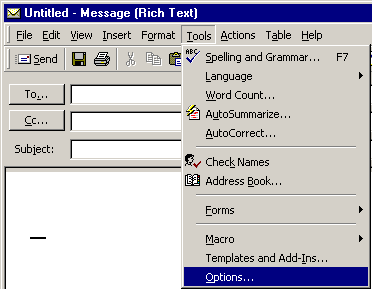 Untitled - Message (Rich Text)
File Edit View Insert Format Tools Actions Table Help
Send
ABC Spelling and Grammar... F7
Language
Word Count...
AutoSummarize...
AutoCorrect...
To...
Cc...
Subject:
Check Names
Address Book...
Forms
Macro
Templates and Add-Ins...
Options...